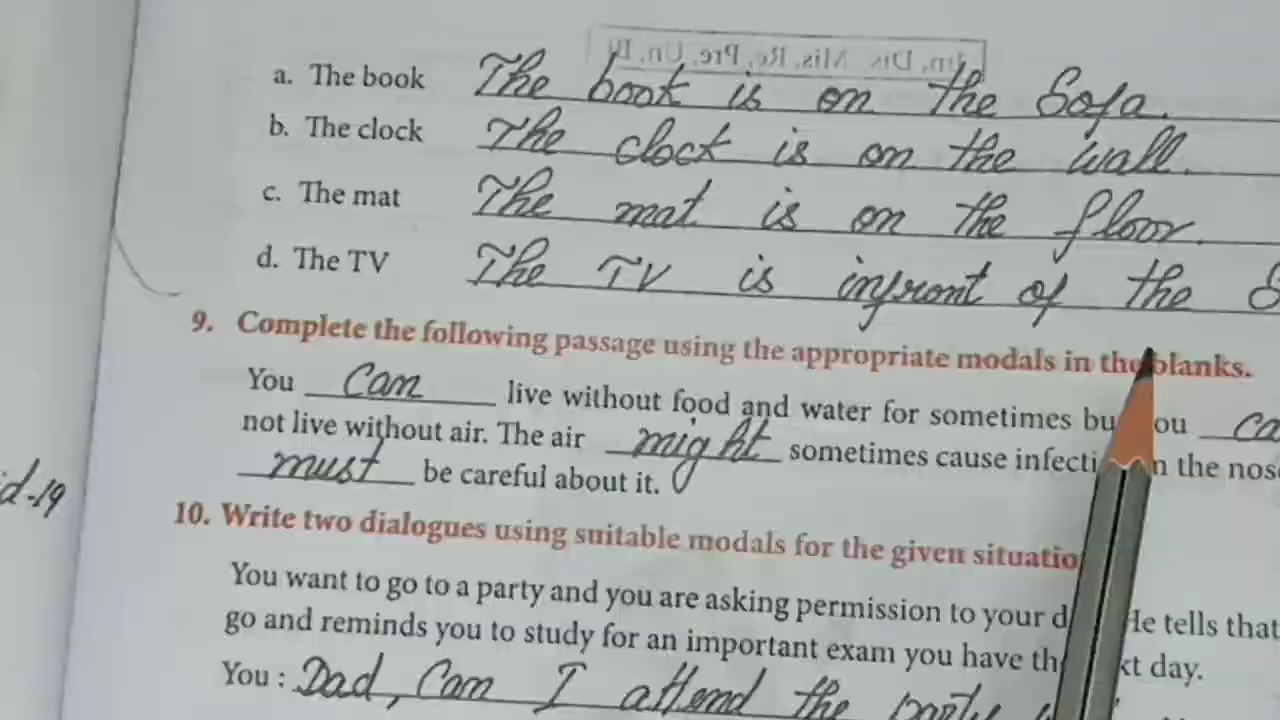 Im, Dis, Mis, Re, Pre, Un, Bi
a. The book The book is on the Sofa.
b. The clock The clock is on the wall.
c. The mat The mat is on the floor.
d. The TV The TV is infront of the S
9. Complete the following passage using the appropriate modals in the blanks.
You can live without food and water for sometimes bu ou ca
not live without air. The air might sometimes cause infecti n the nose
must be careful about it.
d-19
10. Write two dialogues using suitable modals for the given situatio
You want to go to a party and you are asking permission to your d He tells that
go and reminds you to study for an important exam you have th xt day.
You : Dad, Can I attend the party